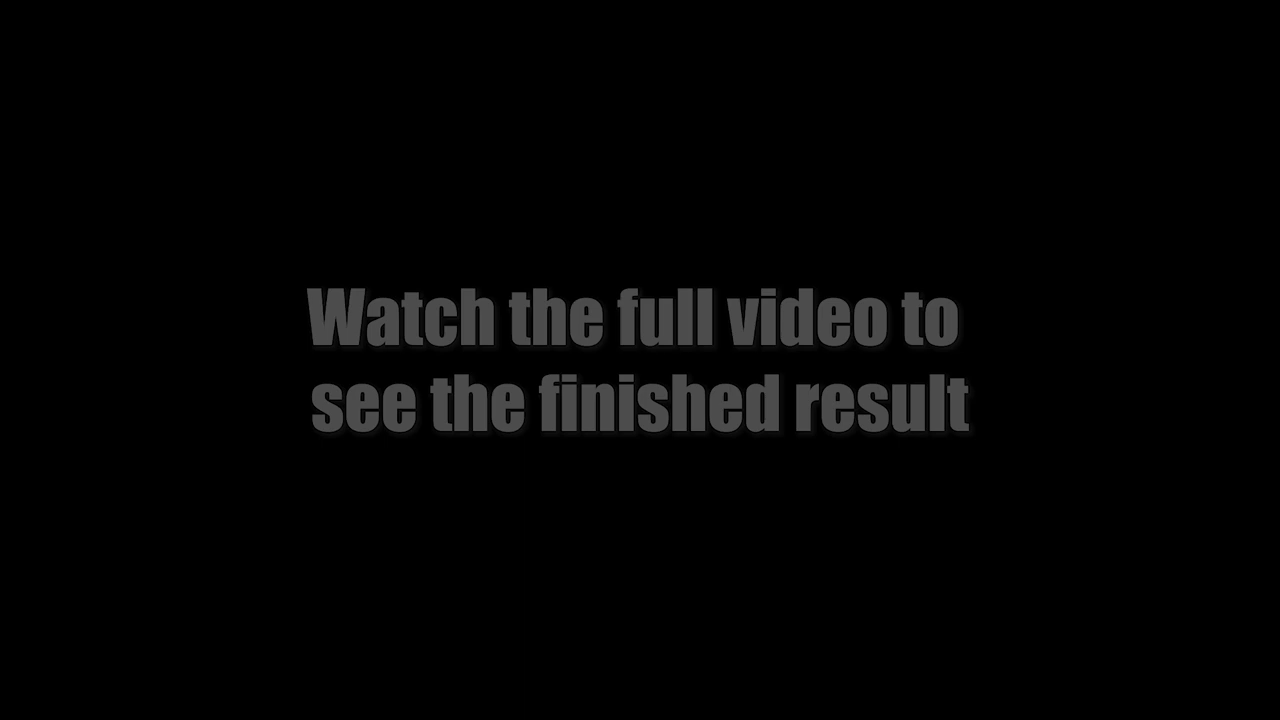 Watch the full video to
see the finished result